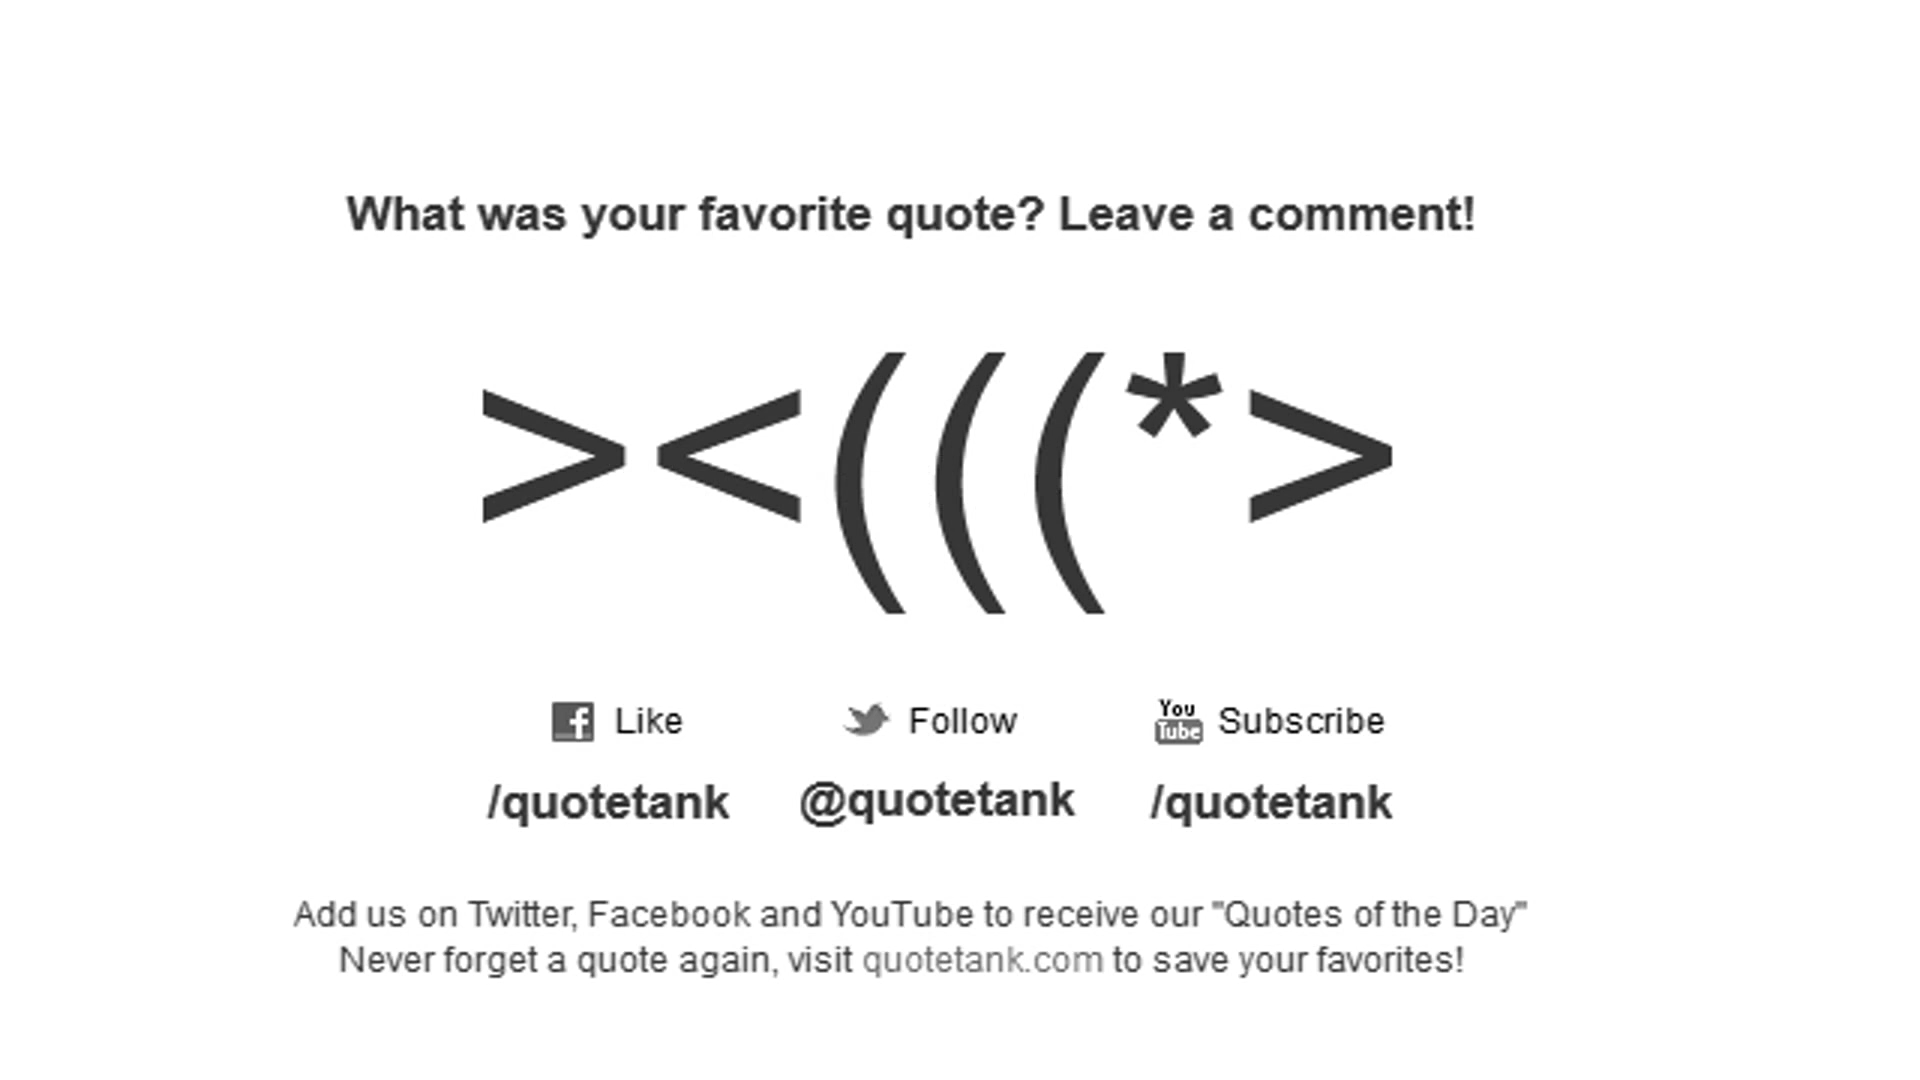 What was your favorite quote? Leave a comment!
><(((*>
f Like
Follow
You Tube Subscribe
/quotetank
@quotetank
/quotetank
Add us on Twitter, Facebook and YouTube to receive our "Quotes of the Day"
Never forget a quote again, visit quotetank.com to save your favorites!